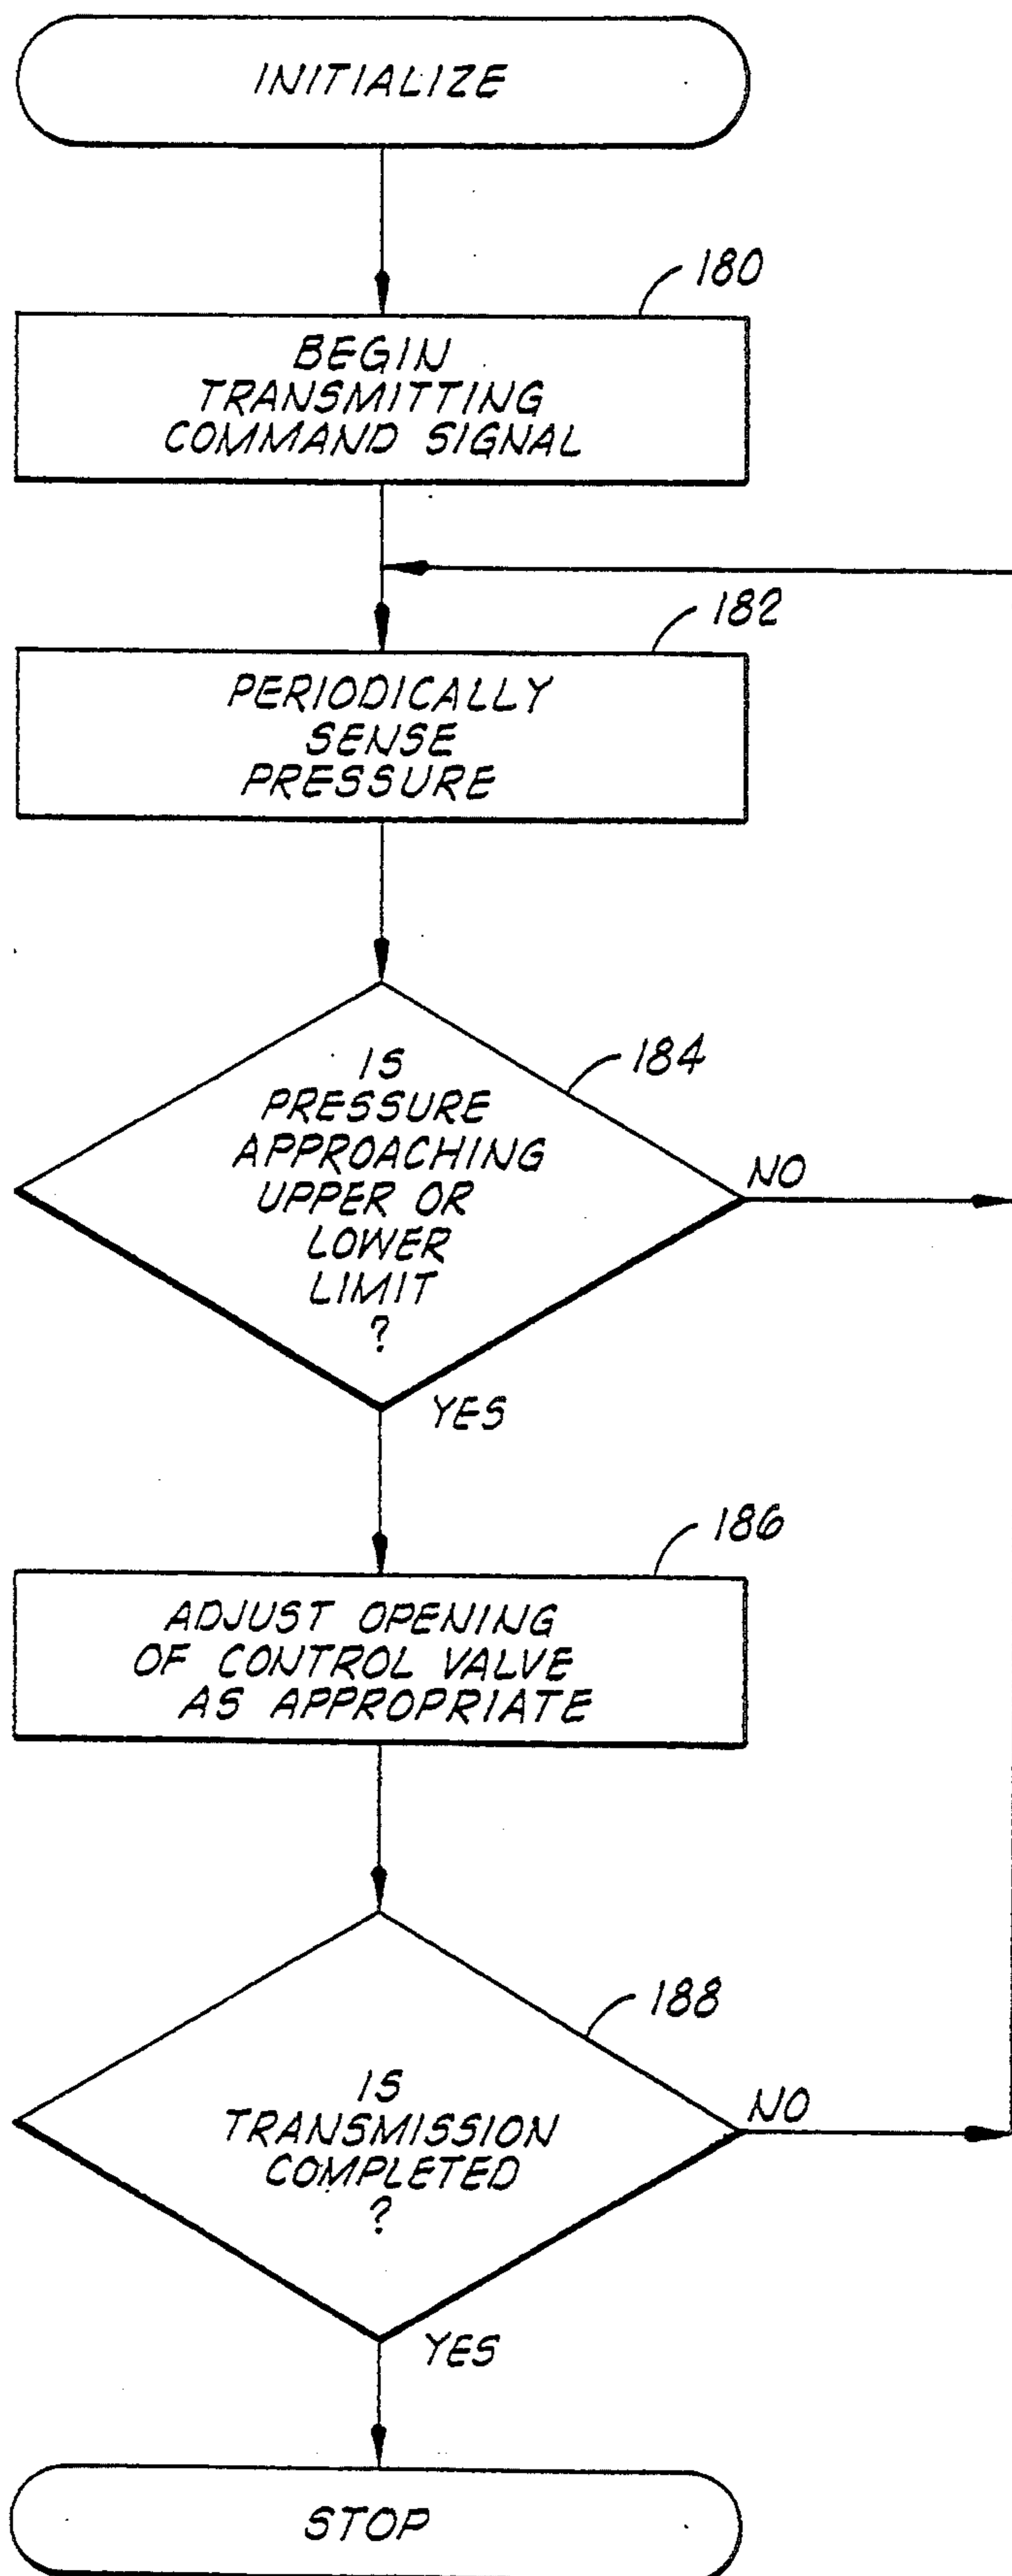 INITIALIZE
180
BEGIN
TRANSMITTING
COMMAND SIGNAL
182
PERIODICALLY
SENSE
PRESSURE
184
IS
PRESSURE
APPROACHING
UPPER OR
LOWER
LIMIT
?
NO
YES
186
ADJUST OPENING
OF CONTROL VALVE
AS APPROPRIATE
188
IS
TRANSMISSION
COMPLETED
?
NO
YES
STOP